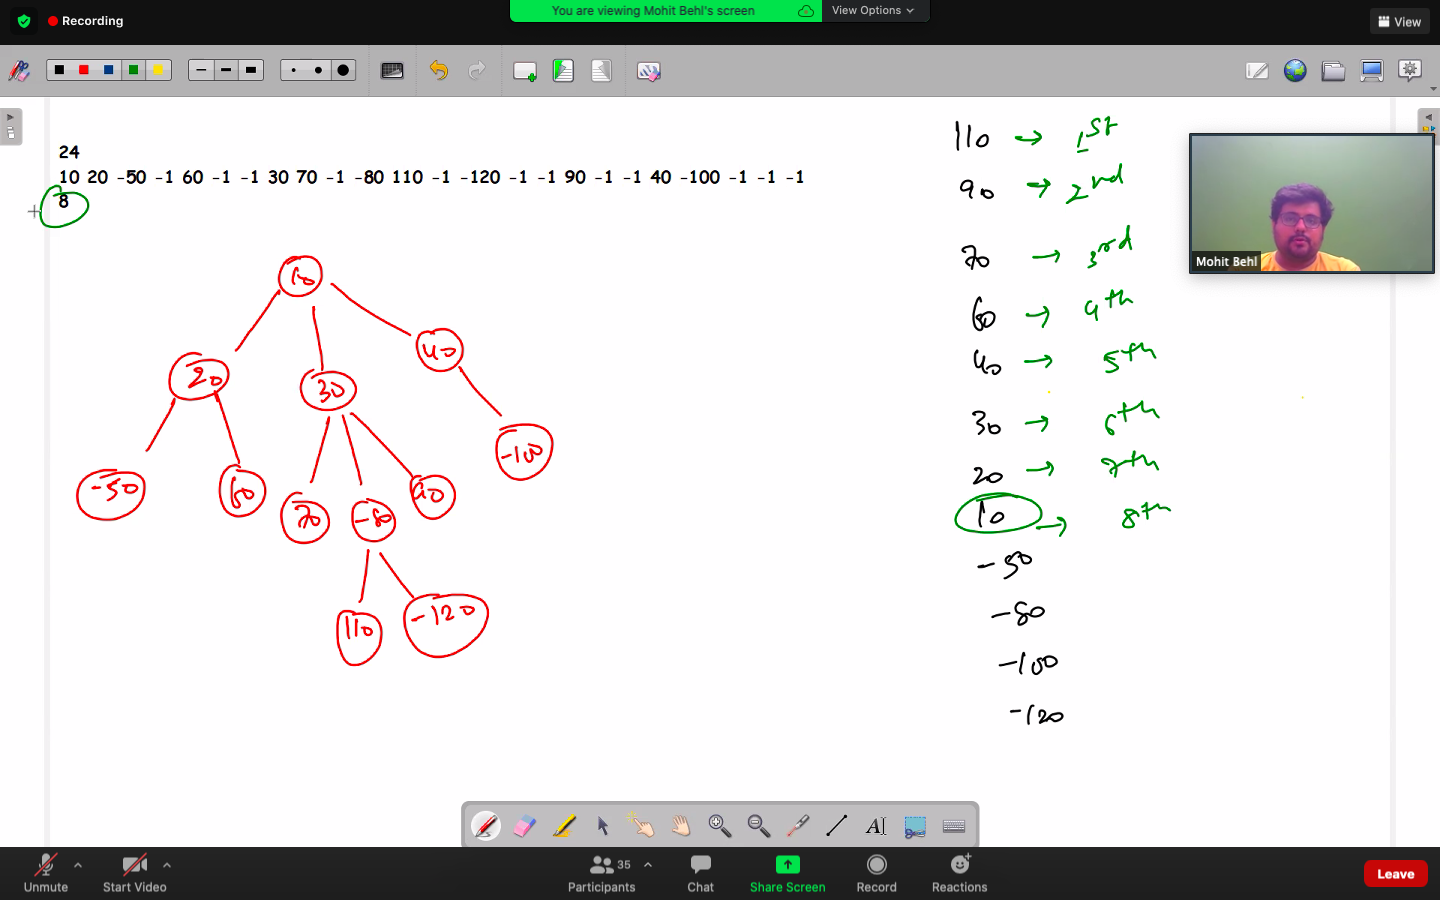 Recording
You are viewing Mohit Behl's screen
View Options
View
24
10 20 -50 -1 60 -1 -1 30 70 -1 -80 110 -1 -120 -1 -1 90 -1 -1 40 -100 -1 -1 -1
8
10
20
30
40
-50
60
70
-80
90
-100
110
-120
110 → 1st
90 → 2nd
70 → 3rd
60 → 4th
40 → 5th
30 → 6th
20 → 7th
10 → 8th
-50
-80
-100
-120
Mohit Behl
Unmute
Start Video
35
Participants
Chat
Share Screen
Record
Reactions
Leave